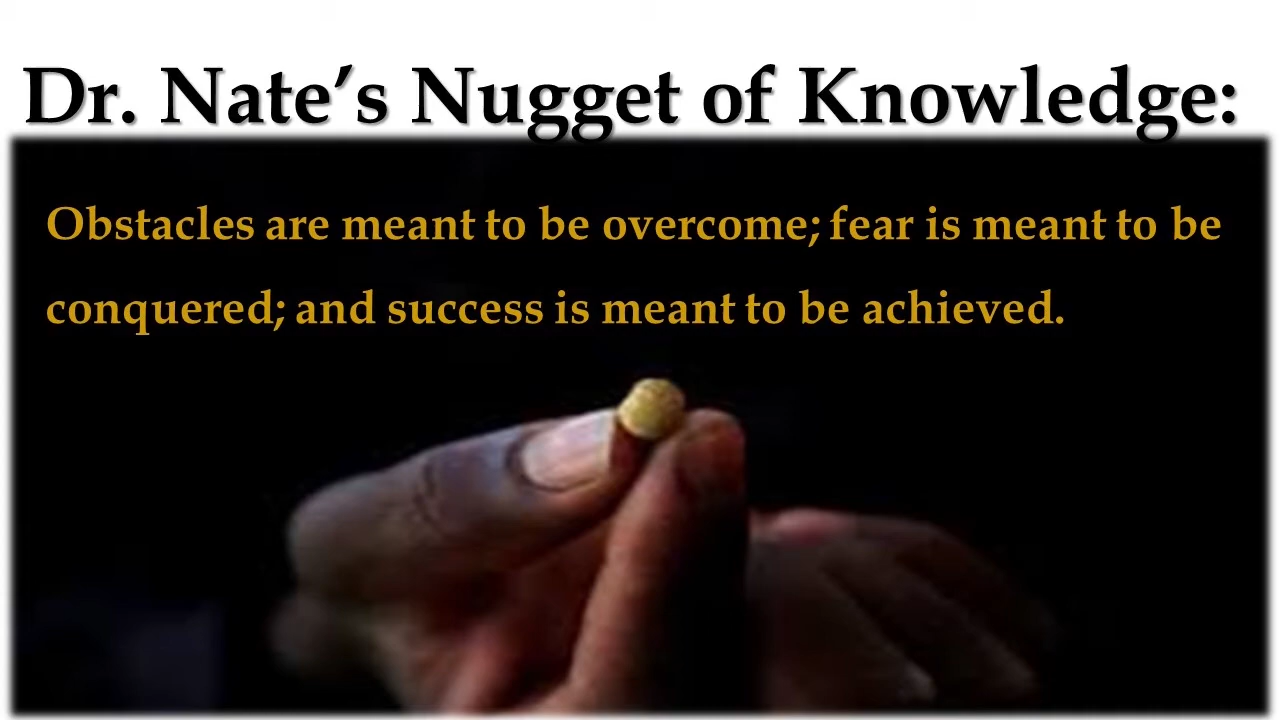 Dr. Nate’s Nugget of Knowledge:
Obstacles are meant to be overcome; fear is meant to be
conquered; and success is meant to be achieved.